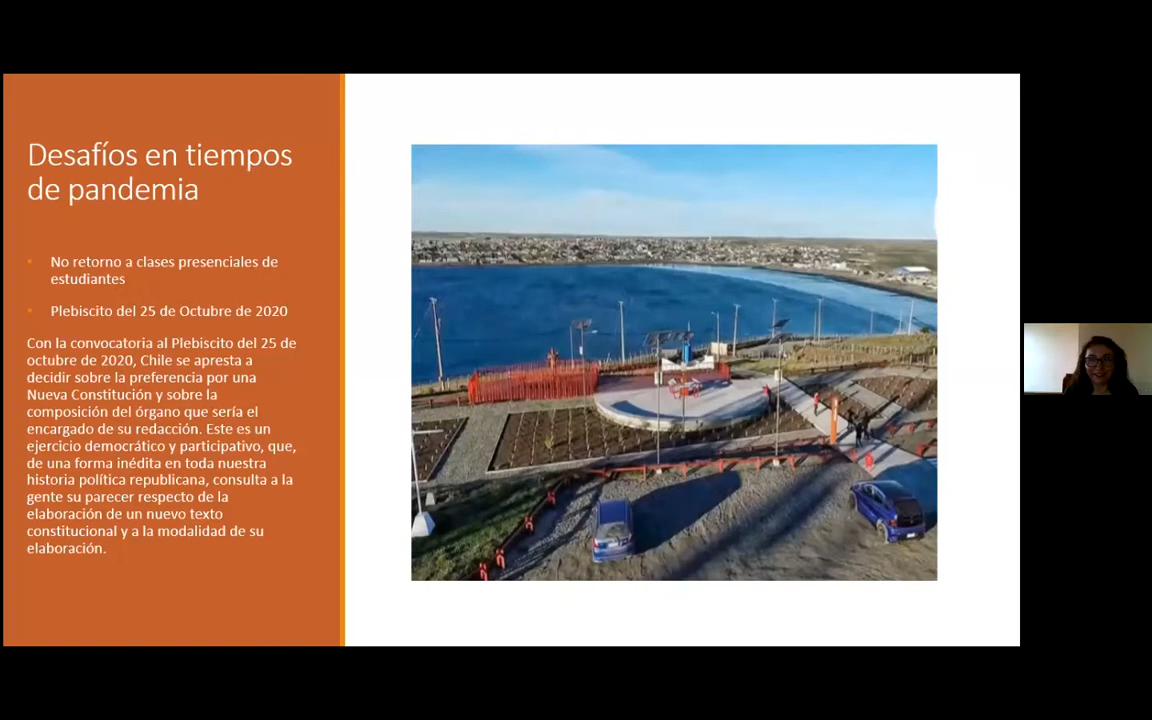 Desafíos en tiempos
de pandemia
No retorno a clases presenciales de
estudiantes
Plebiscito del 25 de Octubre de 2020
Con la convocatoria al Plebiscito del 25 de
octubre de 2020, Chile se apresta a
decidir sobre la preferencia por una
Nueva Constitución y sobre la
composición del órgano que sería el
encargado de su redacción. Este es un
ejercicio democrático y participativo, que,
de una forma inédita en toda nuestra
historia política republicana, consulta a la
gente su parecer respecto de la
elaboración de un nuevo texto
constitucional y a la modalidad de su
elaboración.